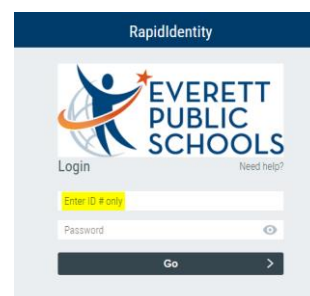 RapidIdentity
EVERETT
PUBLIC
SCHOOLS
Login Need help?
Enter ID # only
Password
Go